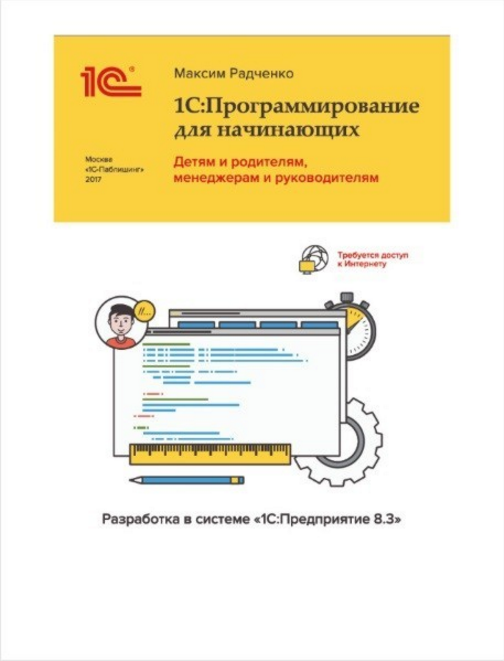 1С®
Максим Радченко
1С:Программирование
для начинающих
Детям и родителям,
менеджерам и руководителям
Москва
«1С-Паблишинг»
2017
Требуется доступ
к Интернету
//...
Разработка в системе «1С:Предприятие 8.3»